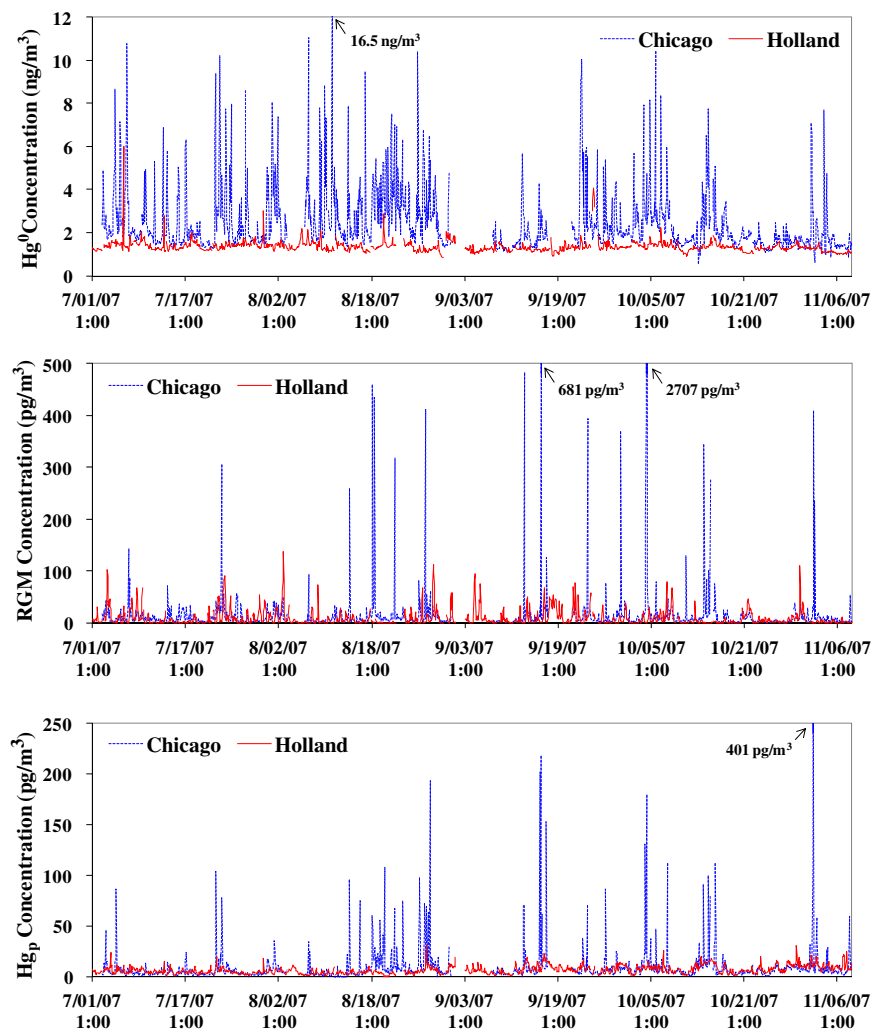 Hg⁰ Concentration (ng/m³)
12
10
8
6
4
2
0
16.5 ng/m³
Chicago Holland
7/01/07 7/17/07 8/02/07 8/18/07 9/03/07 9/19/07 10/05/07 10/21/07 11/06/07
1:00 1:00 1:00 1:00 1:00 1:00 1:00 1:00 1:00
RGM Concentration (pg/m³)
500
400
300
200
100
0
Chicago Holland
681 pg/m³ 2707 pg/m³
7/01/07 7/17/07 8/02/07 8/18/07 9/03/07 9/19/07 10/05/07 10/21/07 11/06/07
1:00 1:00 1:00 1:00 1:00 1:00 1:00 1:00 1:00
Hgₚ Concentration (pg/m³)
250
200
150
100
50
0
Chicago Holland
401 pg/m³
7/01/07 7/17/07 8/02/07 8/18/07 9/03/07 9/19/07 10/05/07 10/21/07 11/06/07
1:00 1:00 1:00 1:00 1:00 1:00 1:00 1:00 1:00